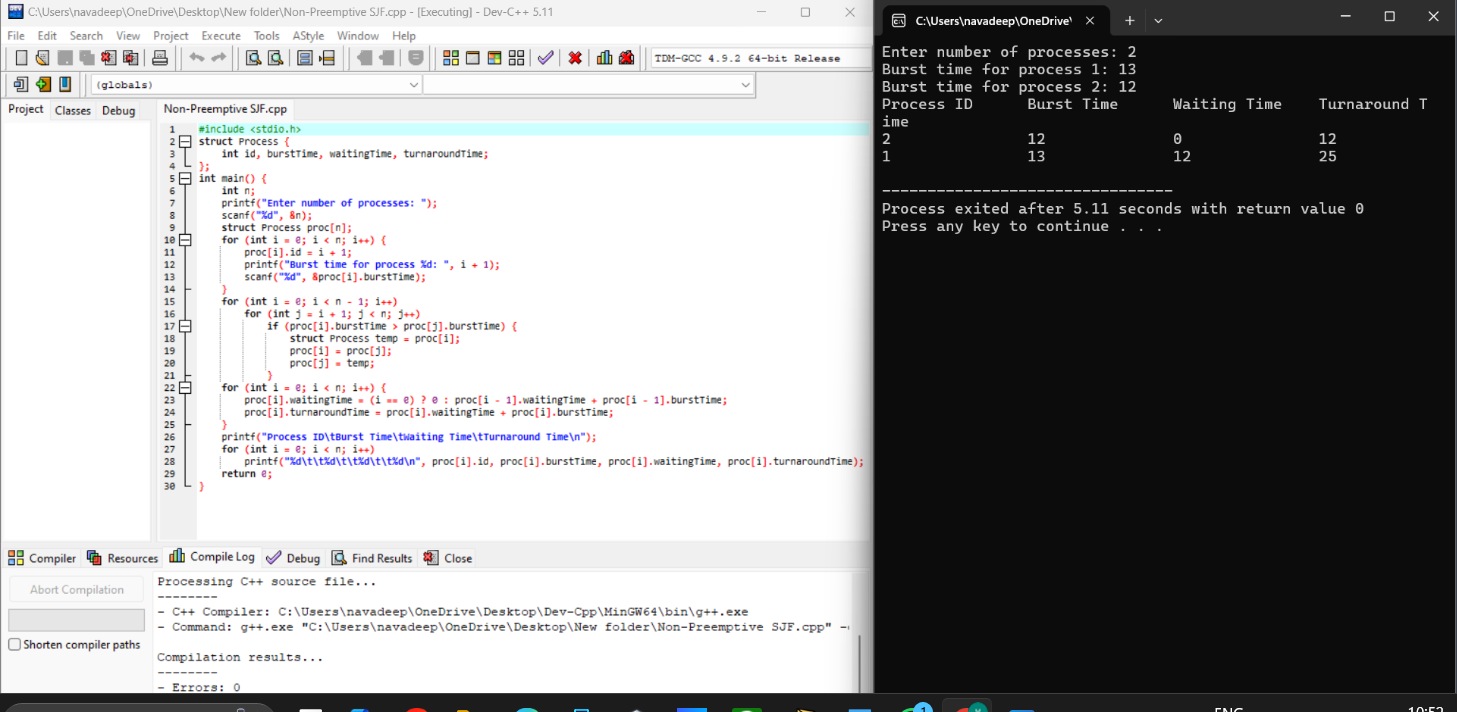 C:\Users\navadeep\OneDrive\Desktop\New folder\Non-Preemptive SJF.cpp - [Executing] - Dev-C++ 5.11
File Edit Search View Project Execute Tools AStyle Window Help
TDM-GCC 4.9.2 64-bit Release
(globals)
Project Classes Debug
Non-Preemptive SJF.cpp
1 #include <stdio.h>
2 struct Process {
3 int id, burstTime, waitingTime, turnaroundTime;
4 };
5 int main() {
6 int n;
7 printf("Enter number of processes: ");
8 scanf("%d", &n);
9 struct Process proc[n];
10 for (int i = 0; i < n; i++) {
11 proc[i].id = i + 1;
12 printf("Burst time for process %d: ", i + 1);
13 scanf("%d", &proc[i].burstTime);
14 }
15 for (int i = 0; i < n - 1; i++)
16 for (int j = i + 1; j < n; j++)
17 if (proc[i].burstTime > proc[j].burstTime) {
18 struct Process temp = proc[i];
19 proc[i] = proc[j];
20 proc[j] = temp;
21 }
22 for (int i = 0; i < n; i++) {
23 proc[i].waitingTime = (i == 0) ? 0 : proc[i - 1].waitingTime + proc[i - 1].burstTime;
24 proc[i].turnaroundTime = proc[i].waitingTime + proc[i].burstTime;
25 }
26 printf("Process ID\tBurst Time\tWaiting Time\tTurnaround Time\n");
27 for (int i = 0; i < n; i++)
28 printf("%d\t\t%d\t\t%d\t\t%d\n", proc[i].id, proc[i].burstTime, proc[i].waitingTime, proc[i].turnaroundTime);
29 return 0;
30 }
Compiler Resources Compile Log Debug Find Results Close
Abort Compilation
Shorten compiler paths
Processing C++ source file...
--------
- C++ Compiler: C:\Users\navadeep\OneDrive\Desktop\Dev-Cpp\MinGW64\bin\g++.exe
- Command: g++.exe "C:\Users\navadeep\OneDrive\Desktop\New folder\Non-Preemptive SJF.cpp"
Compilation results...
--------
- Errors: 0
C:\Users\navadeep\OneDrive\
Enter number of processes: 2
Burst time for process 1: 13
Burst time for process 2: 12
Process ID Burst Time Waiting Time Turnaround T
ime
2 12 0 12
1 13 12 25
--------------------------------
Process exited after 5.11 seconds with return value 0
Press any key to continue . . .
1
ENG
10:52